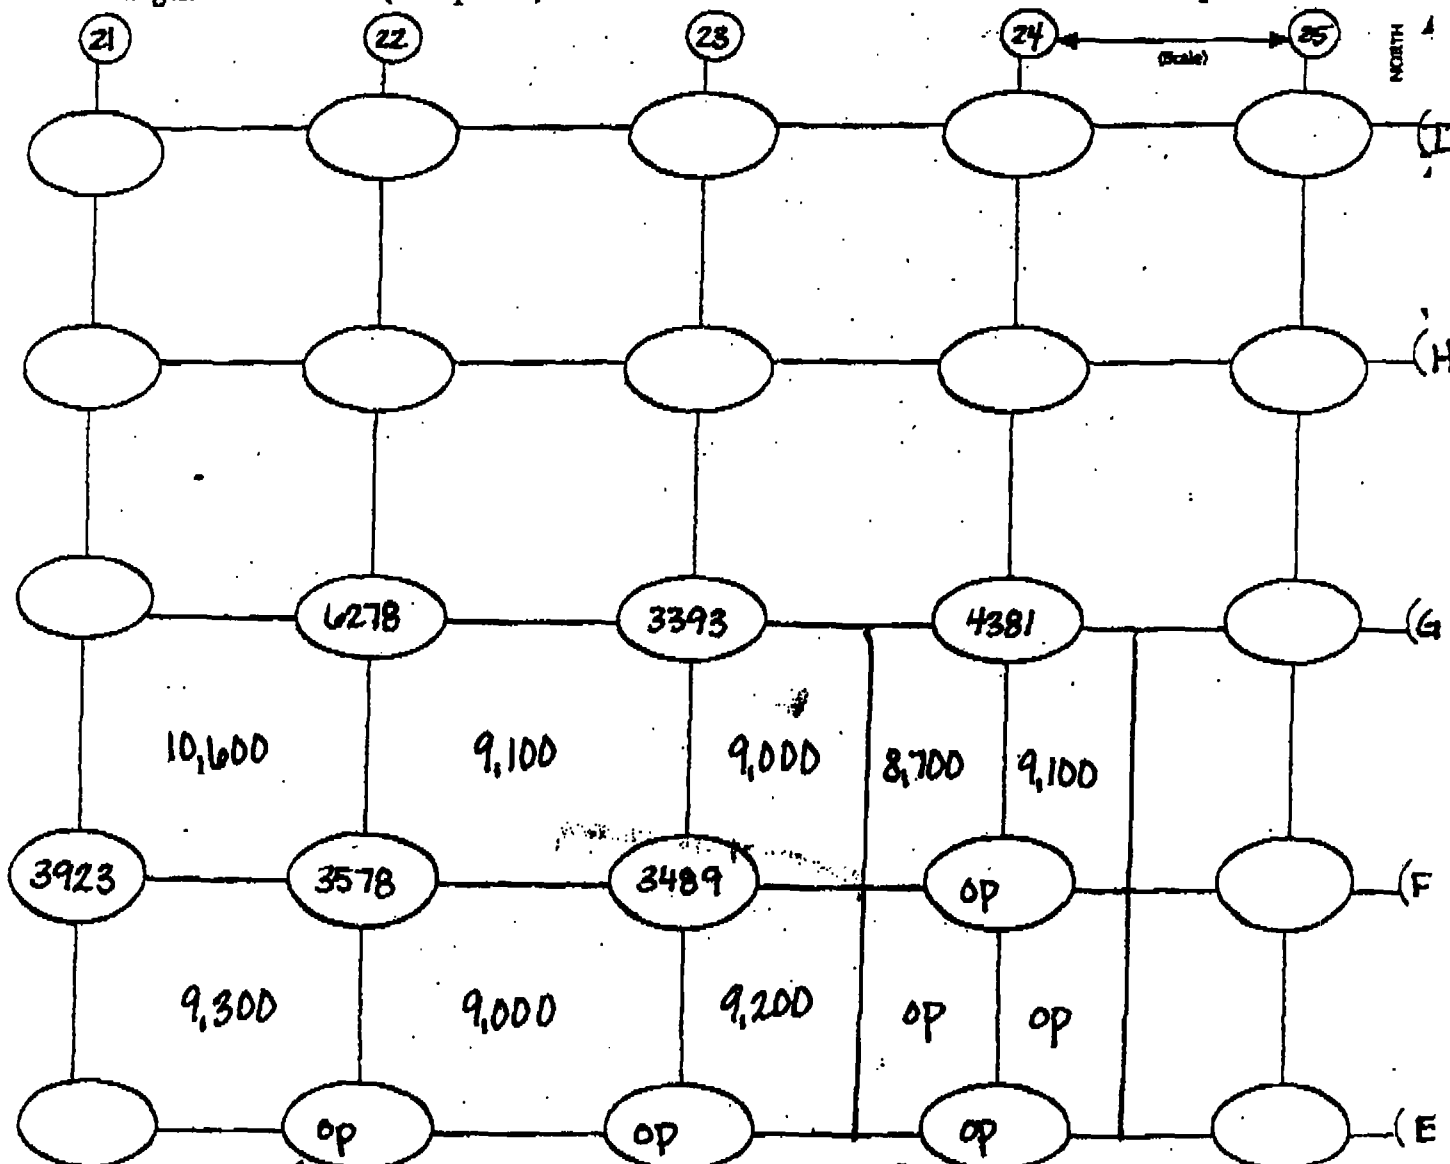 21 22 23 24 25
(Scale)
NORTH
I
H
6278 3393 4381 G
10,600 9,100 9,000 8,700 9,100
3923 3578 3489 OP F
9,300 9,000 9,200 OP OP
OP OP OP E